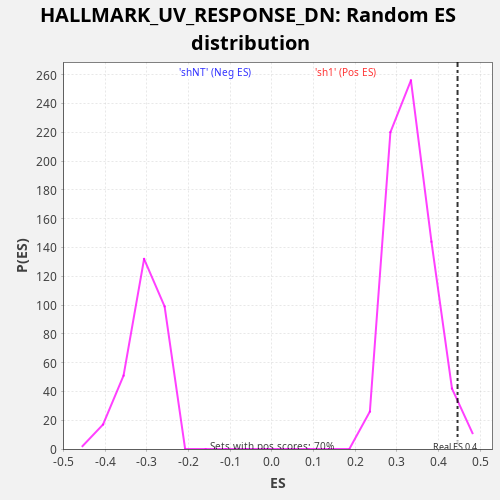 HALLMARK_UV_RESPONSE_DN: Random ES
distribution
'shNT' (Neg ES)
'sh1' (Pos ES)
260
240
220
200
180
160
140
120
100
80
60
40
20
0
P(ES)
Sets with pos scores: 70%
Real ES 0.4
-0.5 -0.4 -0.3 -0.2 -0.1 0.0 0.1 0.2 0.3 0.4 0.5
ES